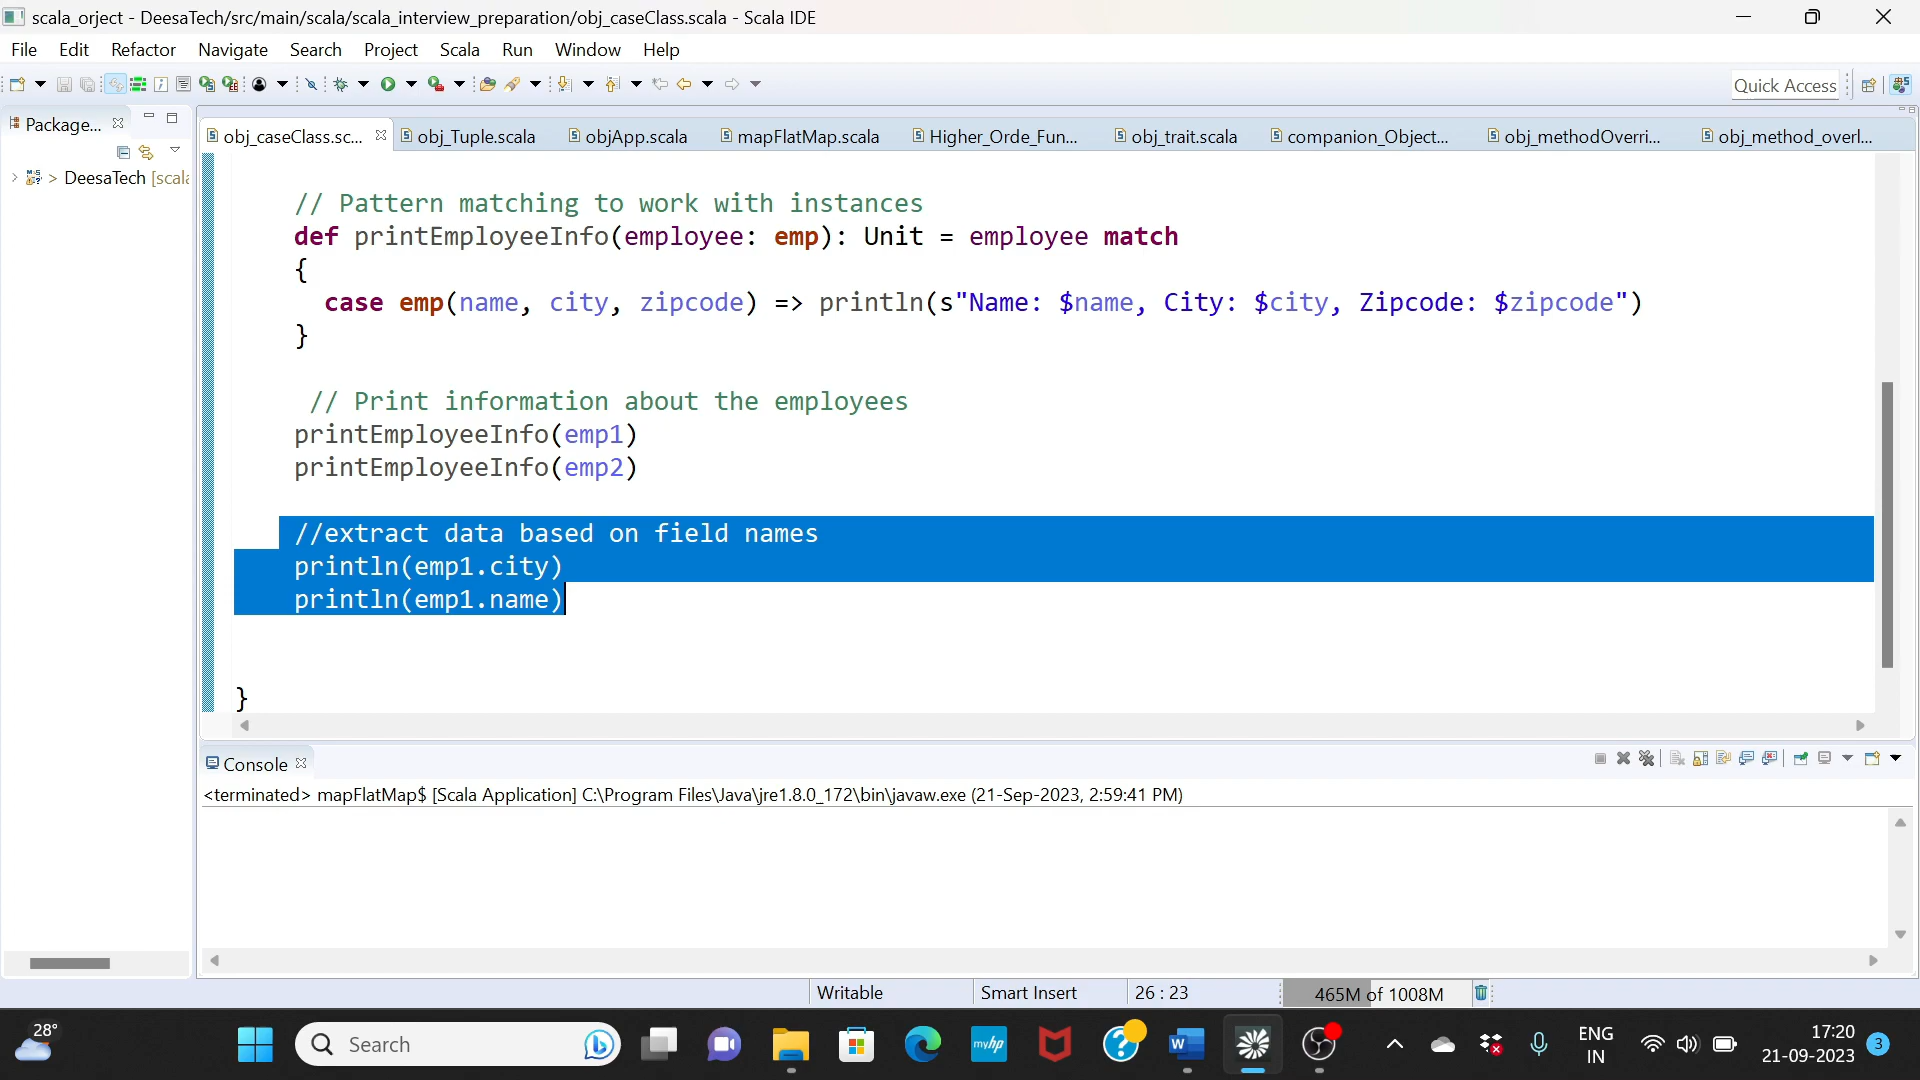 scala_orject - DeesaTech/src/main/scala/scala_interview_preparation/obj_caseClass.scala - Scala IDE
File Edit Refactor Navigate Search Project Scala Run Window Help
Quick Access
Package...
obj_caseClass.sc... obj_Tuple.scala objApp.scala mapFlatMap.scala Higher_Orde_Fun... obj_trait.scala companion_Object... obj_methodOverri... obj_method_overl...
> DeesaTech [scala
// Pattern matching to work with instances
def printEmployeeInfo(employee: emp): Unit = employee match
{
case emp(name, city, zipcode) => println(s"Name: $name, City: $city, Zipcode: $zipcode")
}
// Print information about the employees
printEmployeeInfo(emp1)
printEmployeeInfo(emp2)
//extract data based on field names
println(emp1.city)
println(emp1.name)
}
Console
<terminated> mapFlatMap$ [Scala Application] C:\Program Files\Java\jre1.8.0_172\bin\javaw.exe (21-Sep-2023, 2:59:41 PM)
Writable Smart Insert 26 : 23 465M of 1008M
28°
Search
myhp
ENG
IN
17:20
21-09-2023
3